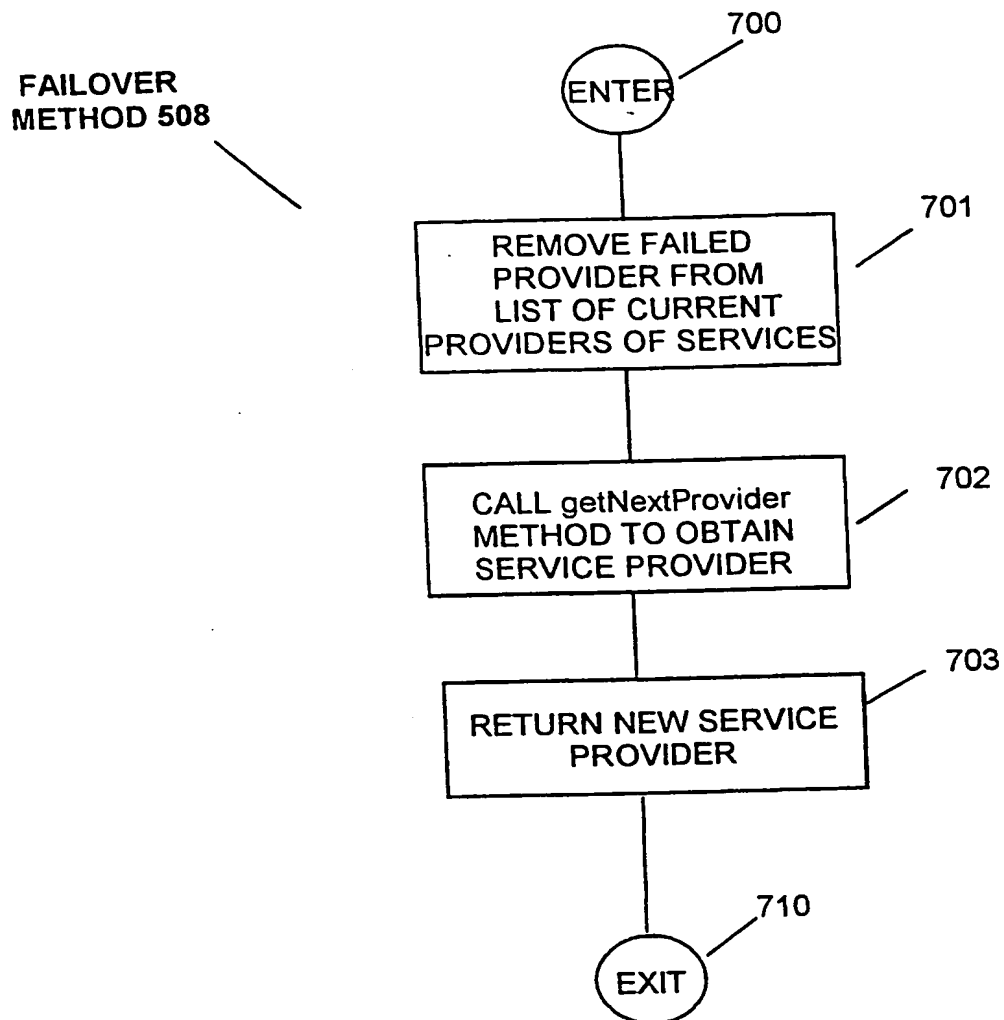 700
ENTER
FAILOVER
METHOD 508
701
REMOVE FAILED
PROVIDER FROM
LIST OF CURRENT
PROVIDERS OF SERVICES
702
CALL getNextProvider
METHOD TO OBTAIN
SERVICE PROVIDER
703
RETURN NEW SERVICE
PROVIDER
710
EXIT